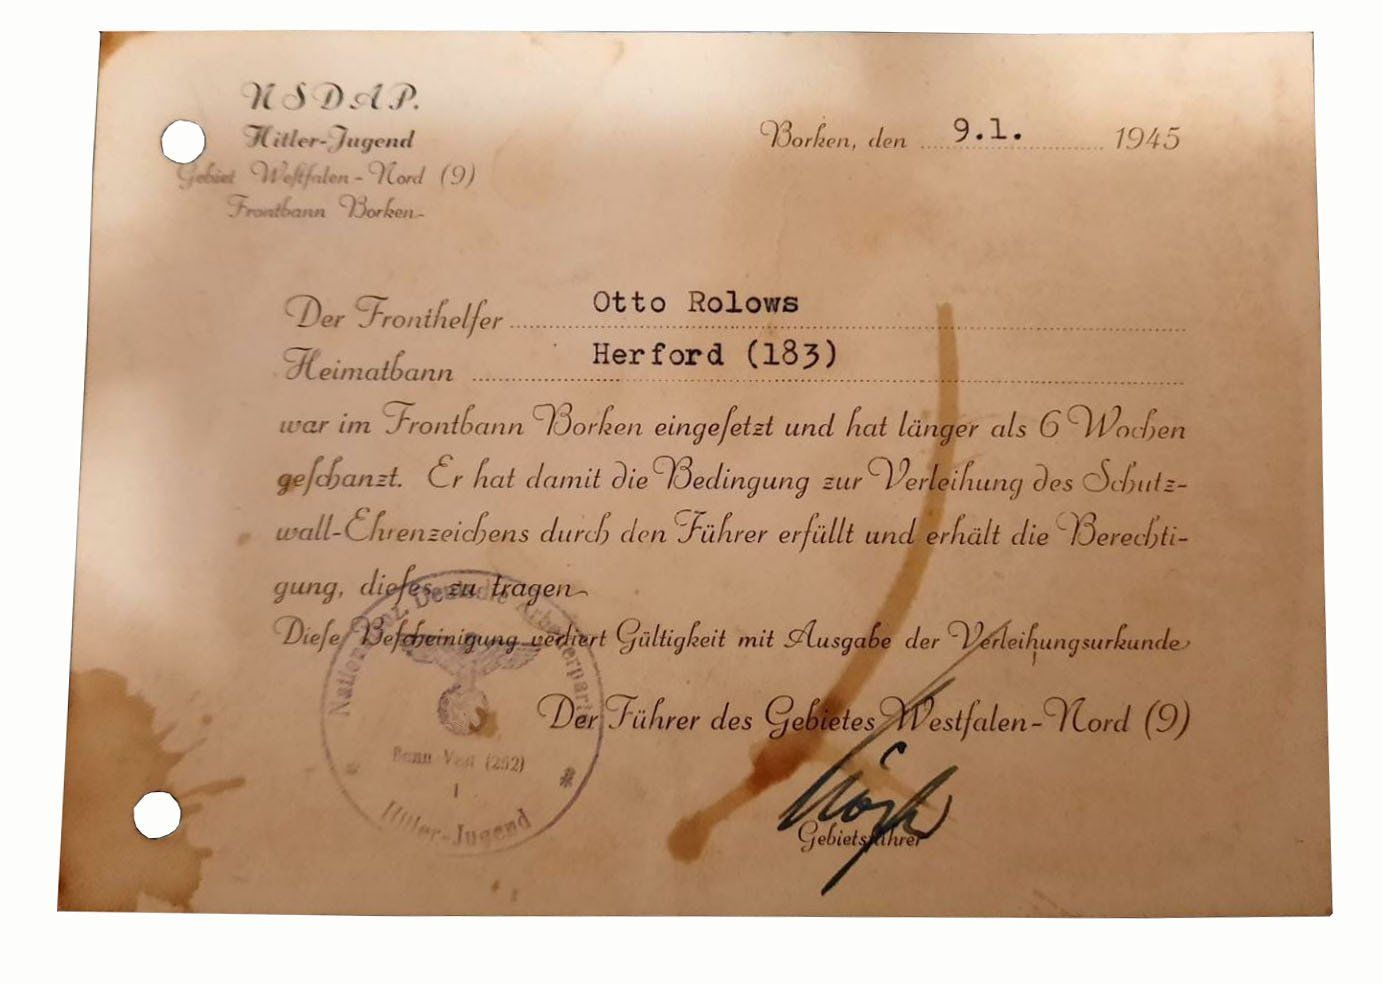 NSDAP.
Hitler-Jugend
Gebiet Westfalen-Nord (9)
Frontbann Borken
Borken, den 9.1. 1945
Der Fronthelfer Otto Rolows
Heimatbann Herford (183)
war im Frontbann Borken eingeſetzt und hat länger als 6 Wochen
geſchanzt. Er hat damit die Bedingung zur Verleihung des Schutz-
wall-Ehrenzeichens durch den Führer erfüllt und erhält die Berechti-
gung, dieſes zu tragen
Dieſe Beſcheinigung verliert Gültigkeit mit Ausgabe der Verleihungsurkunde
Der Führer des Gebietes Weſtfalen-Nord (9)
Gebietsführer
Deutsche Arbeiterpartei
Bann (252)
1
Hitler-Jugend